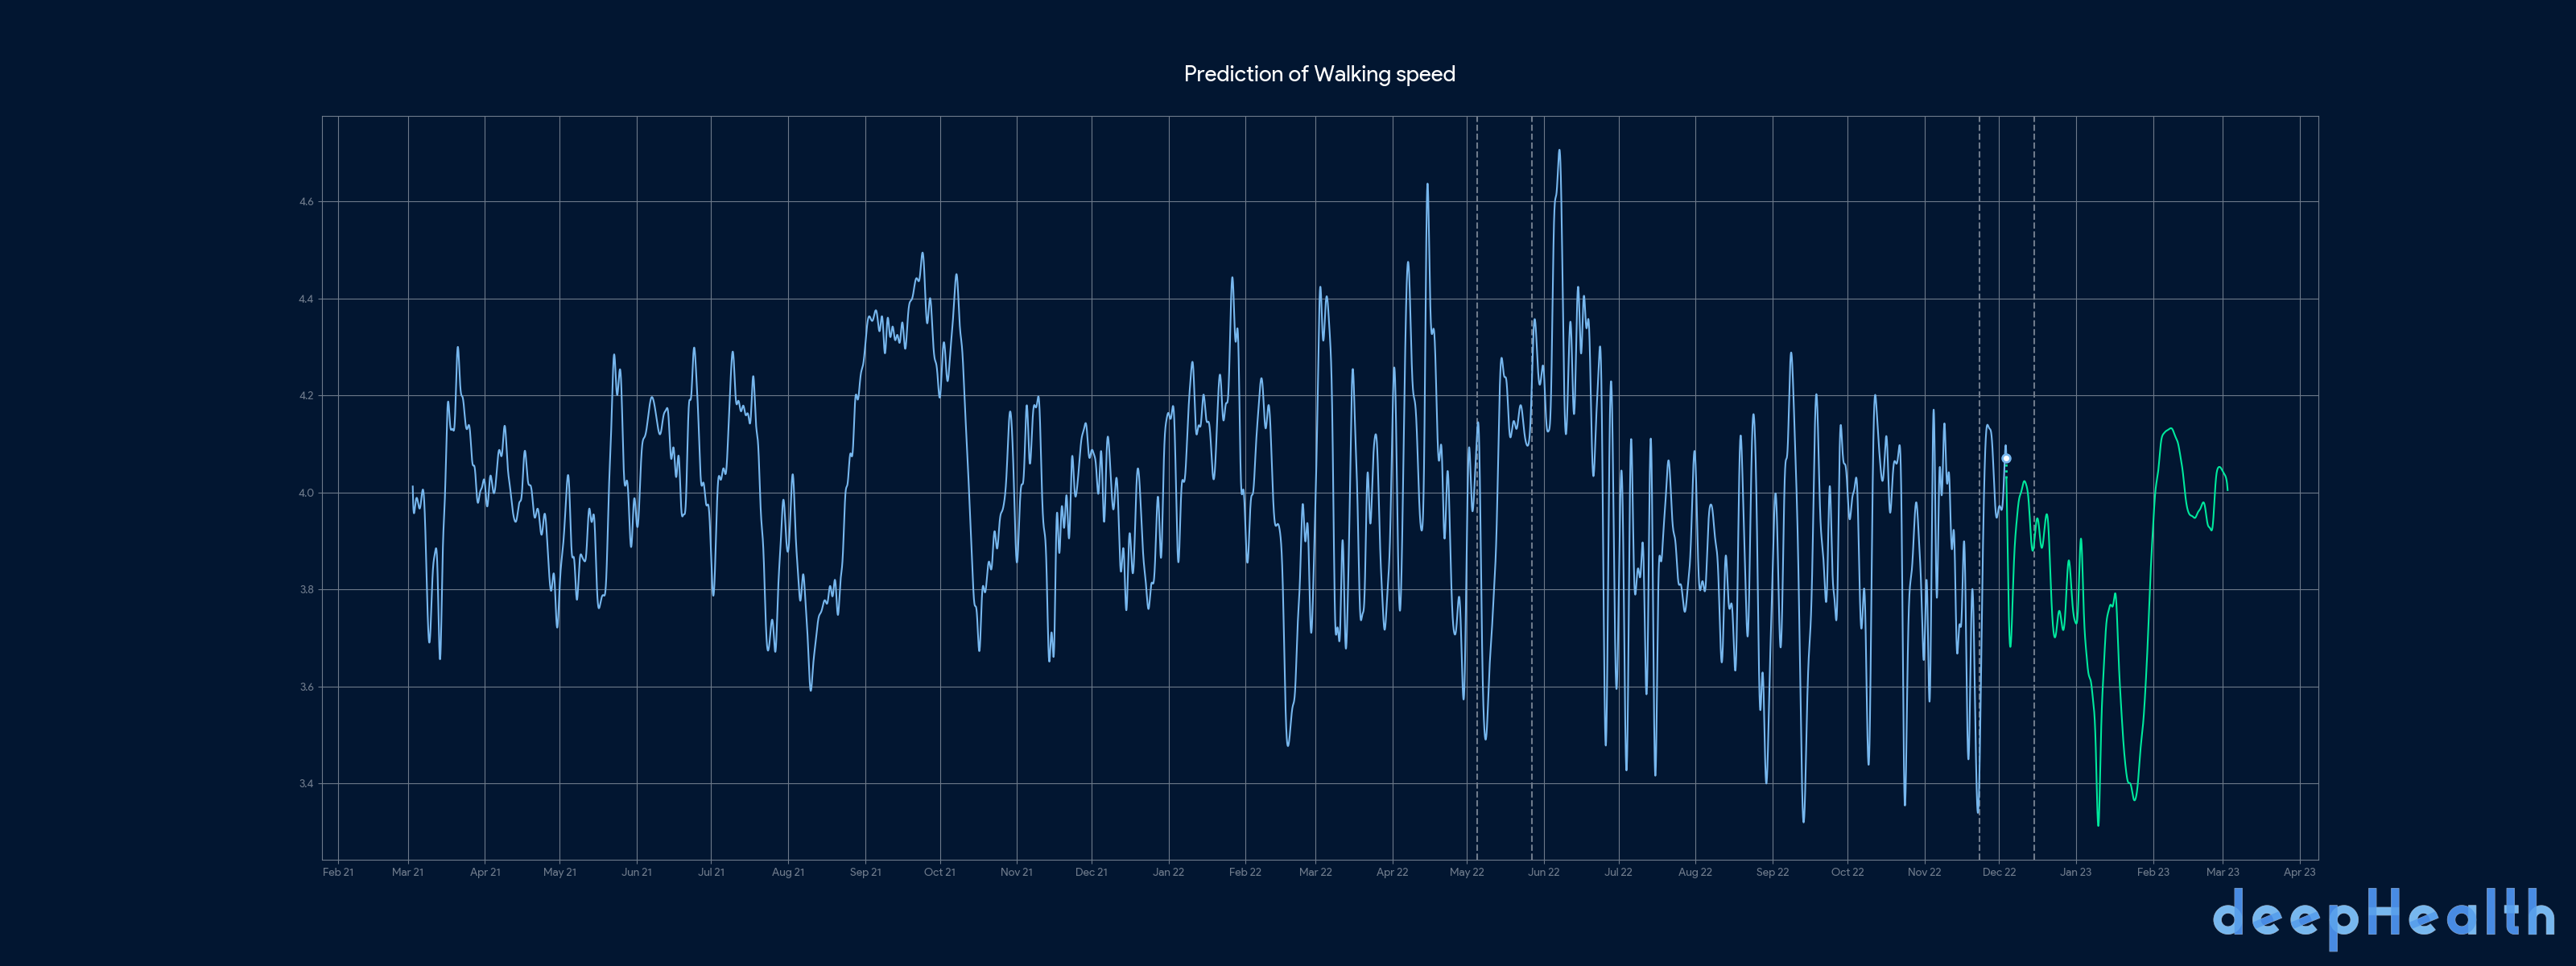 Prediction of Walking speed
4.6
4.4
4.2
4.0
3.8
3.6
3.4
Feb 21 Mar 21 Apr 21 May 21 Jun 21 Jul 21 Aug 21 Sep 21 Oct 21 Nov 21 Dec 21 Jan 22 Feb 22 Mar 22 Apr 22 May 22 Jun 22 Jul 22 Aug 22 Sep 22 Oct 22 Nov 22 Dec 22 Jan 23 Feb 23 Mar 23 Apr 23
deepHealth